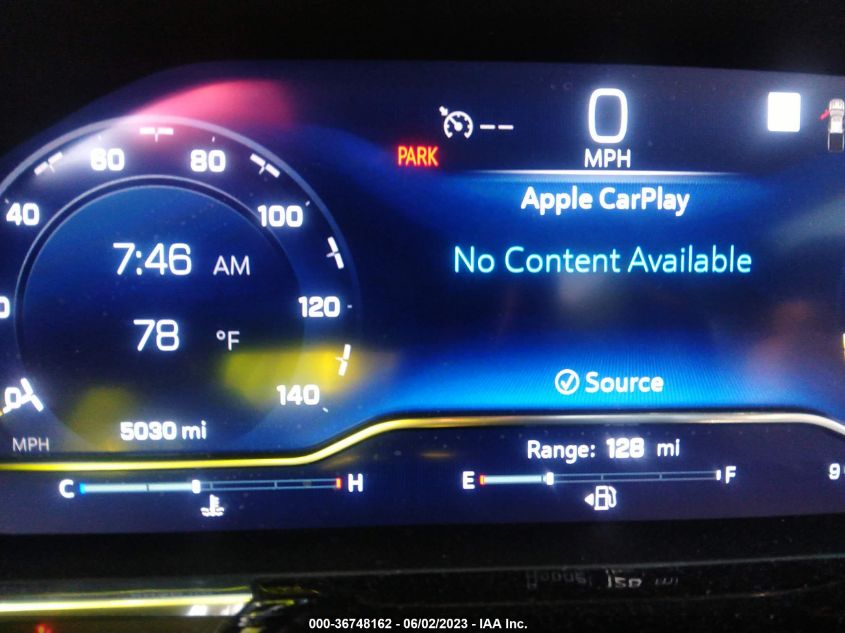 0
MPH
PARK
60
80
40
100
Apple CarPlay
7:46 AM
No Content Available
120
78 °F
Source
0
140
5030 mi
MPH
Range: 128 mi
C
H
E
F
000-36748162 - 06/02/2023 - IAA Inc.